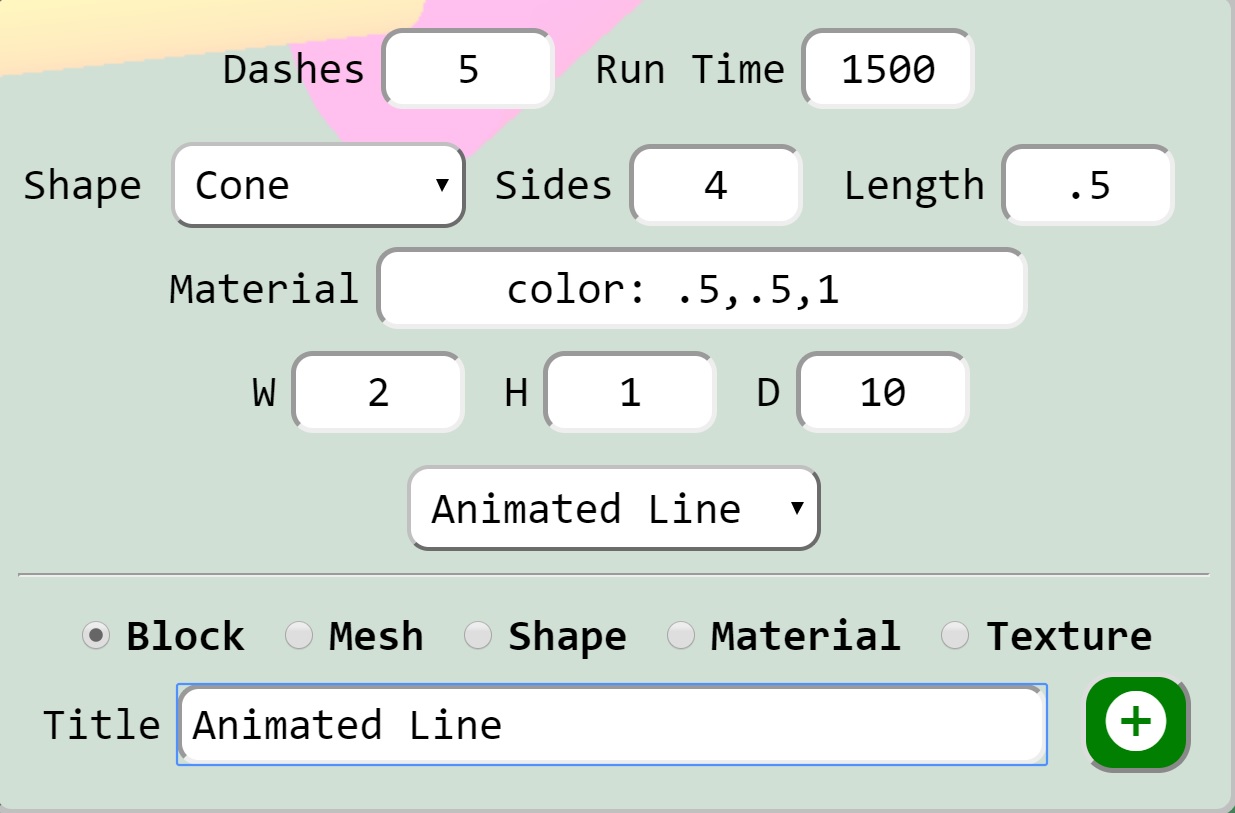 Dashes 5 Run Time 1500
Shape Cone Sides 4 Length .5
Material color: .5,.5,1
W 2 H 1 D 10
Animated Line
Block Mesh Shape Material Texture
Title Animated Line +